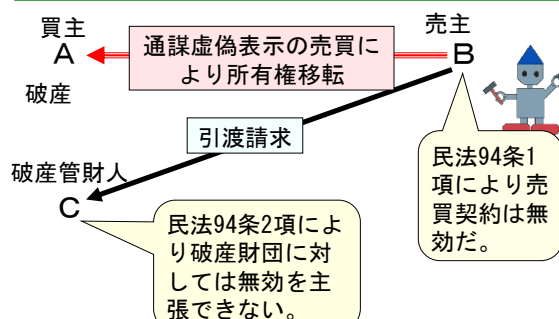 買主
A
破産
通謀虚偽表示の売買に
より所有権移転
売主
B
引渡請求
民法94条1
項により売
買契約は無
効だ。
破産管財人
C
民法94条2項によ
り破産財団に対
しては無効を主
張できない。